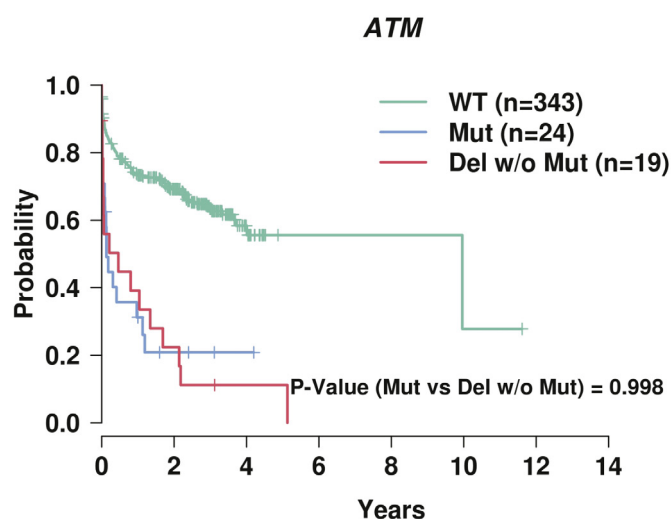 ATM
1.0
0.8
0.6
0.4
0.2
0.0
Probability
WT (n=343)
Mut (n=24)
Del w/o Mut (n=19)
P-Value (Mut vs Del w/o Mut) = 0.998
0 2 4 6 8 10 12 14
Years